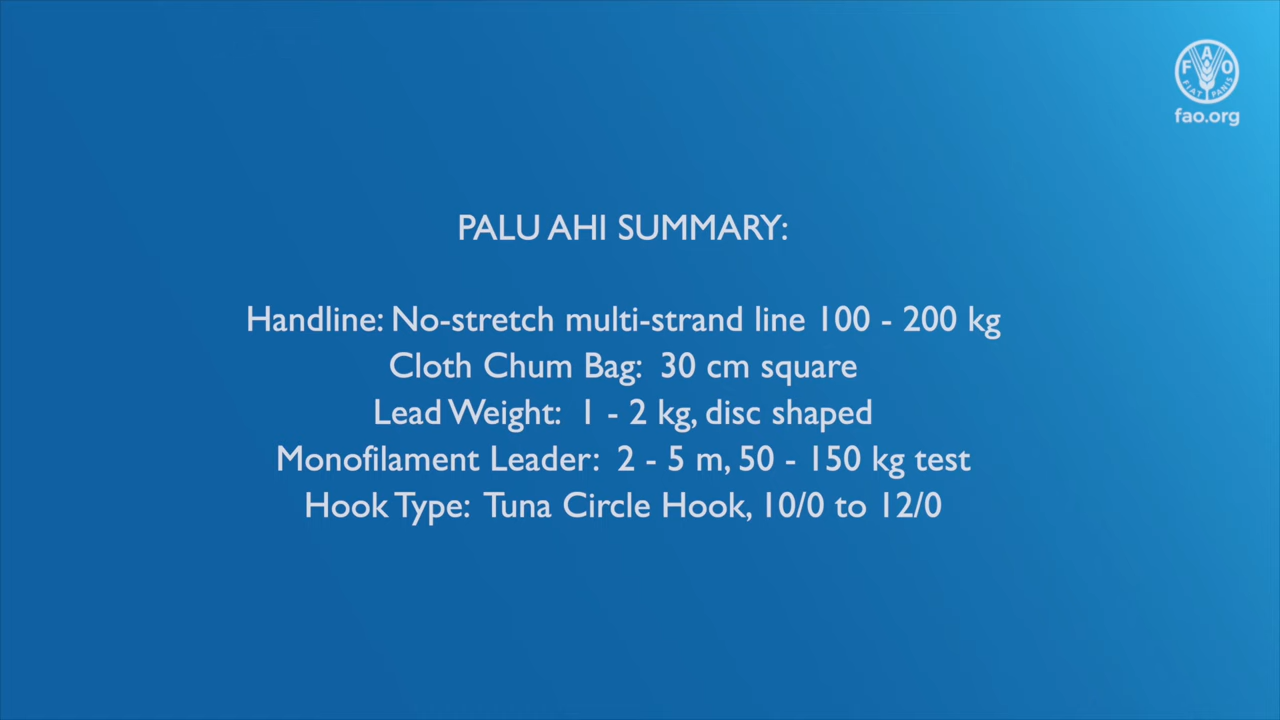 FAO
FIAT PANIS
fao.org
PALU AHI SUMMARY:
Handline: No-stretch multi-strand line 100 - 200 kg
Cloth Chum Bag: 30 cm square
Lead Weight: 1 - 2 kg, disc shaped
Monofilament Leader: 2 - 5 m, 50 - 150 kg test
Hook Type: Tuna Circle Hook, 10/0 to 12/0